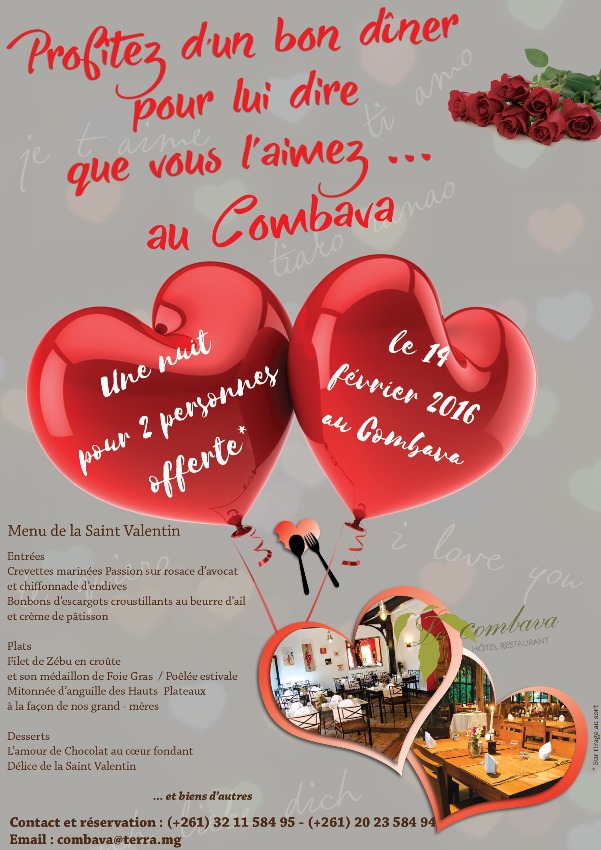 Profitez d'un bon dîner
pour lui dire
que vous l'aimez ...
au Combava
je t'aime
ti amo
tiako ianao
Une nuit
pour 2 personnes
offerte*
le 14
février 2016
au Combava
Menu de la Saint Valentin
Entrées
Crevettes marinées Passion sur rosace d'avocat
et chiffonnade d'endives
Bonbons d'escargots croustillants au beurre d'ail
et crème de pâtisson
Plats
Filet de Zébu en croûte
et son médaillon de Foie Gras / Poêlée estivale
Mitonnée d'anguille des Hauts Plateaux
à la façon de nos grand - mères
Desserts
L'amour de Chocolat au cœur fondant
Délice de la Saint Valentin
... et biens d'autres
i love you
Le combava
HÔTEL RESTAURANT
* Sur tirage au sort
dich
Contact et réservation : (+261) 32 11 584 95 - (+261) 20 23 584 94
Email : combava@terra.mg